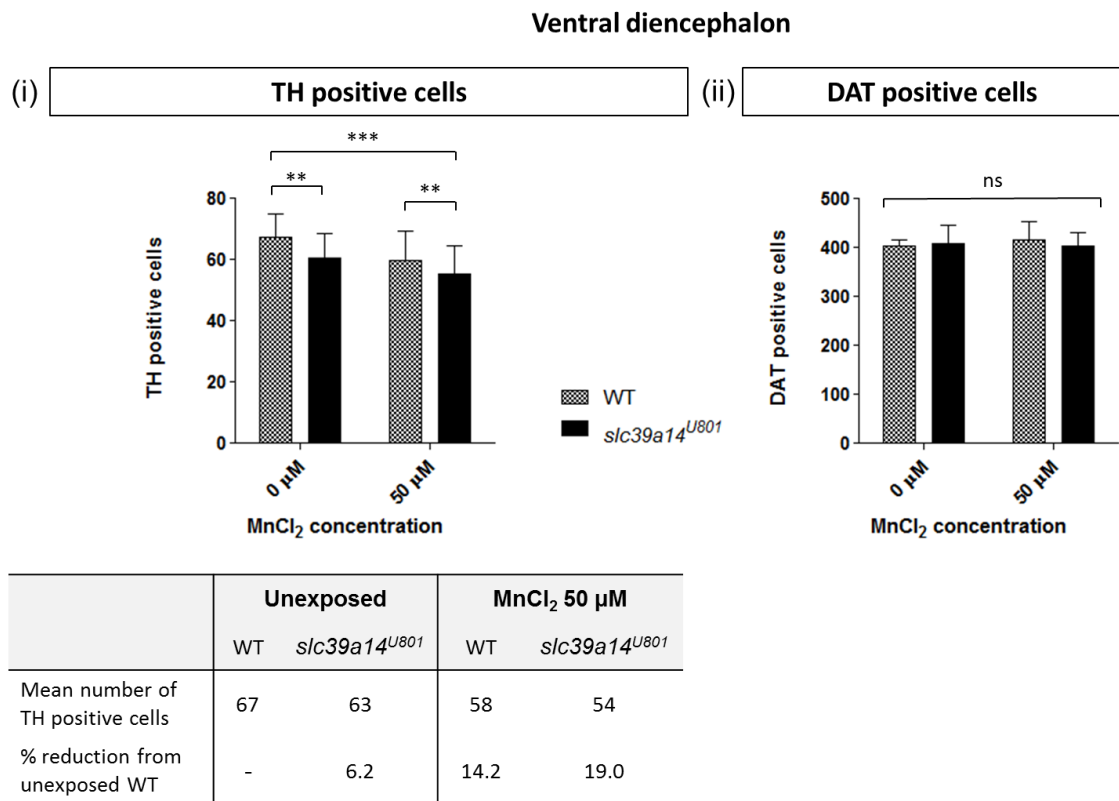 Ventral diencephalon
(i)
TH positive cells
(ii)
DAT positive cells
***
**
**
80
60
40
20
0
TH positive cells
0 µM
50 µM
MnCl₂ concentration
WT
slc39a14ᵁ⁸⁰¹
ns
500
400
300
200
100
0
DAT positive cells
0 µM
50 µM
MnCl₂ concentration
Unexposed MnCl₂ 50 µM
WT slc39a14ᵁ⁸⁰¹ WT slc39a14ᵁ⁸⁰¹
Mean number of
TH positive cells 67 63 58 54
% reduction from
unexposed WT - 6.2 14.2 19.0